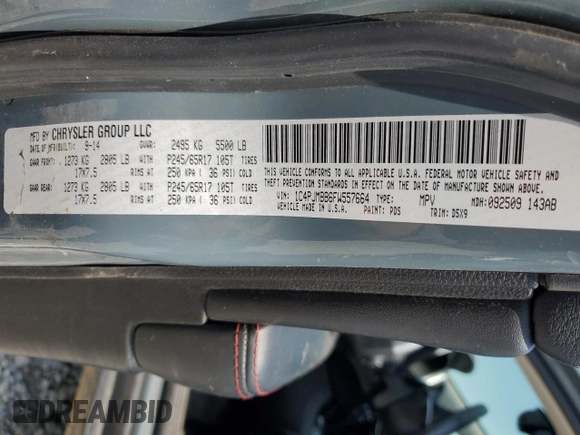 MFD BY CHRYSLER GROUP LLC
DATE OF MFR(BUILT): 9-14 GVWR: 2495 KG 5500 LB
GAWR FRONT: 1273 KG 2805 LB WITH P245/65R17 105T TIRES
17X7.5 RIMS AT 250 KPA ( 36 PSI) COLD
GAWR REAR: 1273 KG 2805 LB WITH P245/65R17 105T TIRES
17X7.5 RIMS AT 250 KPA ( 36 PSI) COLD
THIS VEHICLE CONFORMS TO ALL APPLICABLE U.S.A. FEDERAL MOTOR VEHICLE SAFETY AND
THEFT PREVENTION STANDARDS IN EFFECT ON THE DATE OF MANUFACTURE SHOWN ABOVE.
VIN: 1C4PJMBB6FW557664 TYPE: MPV MDH: 092509 143AB
VEHICLE MADE IN U.S.A. PAINT: PDS TRIM: D5X9
DREAMBID